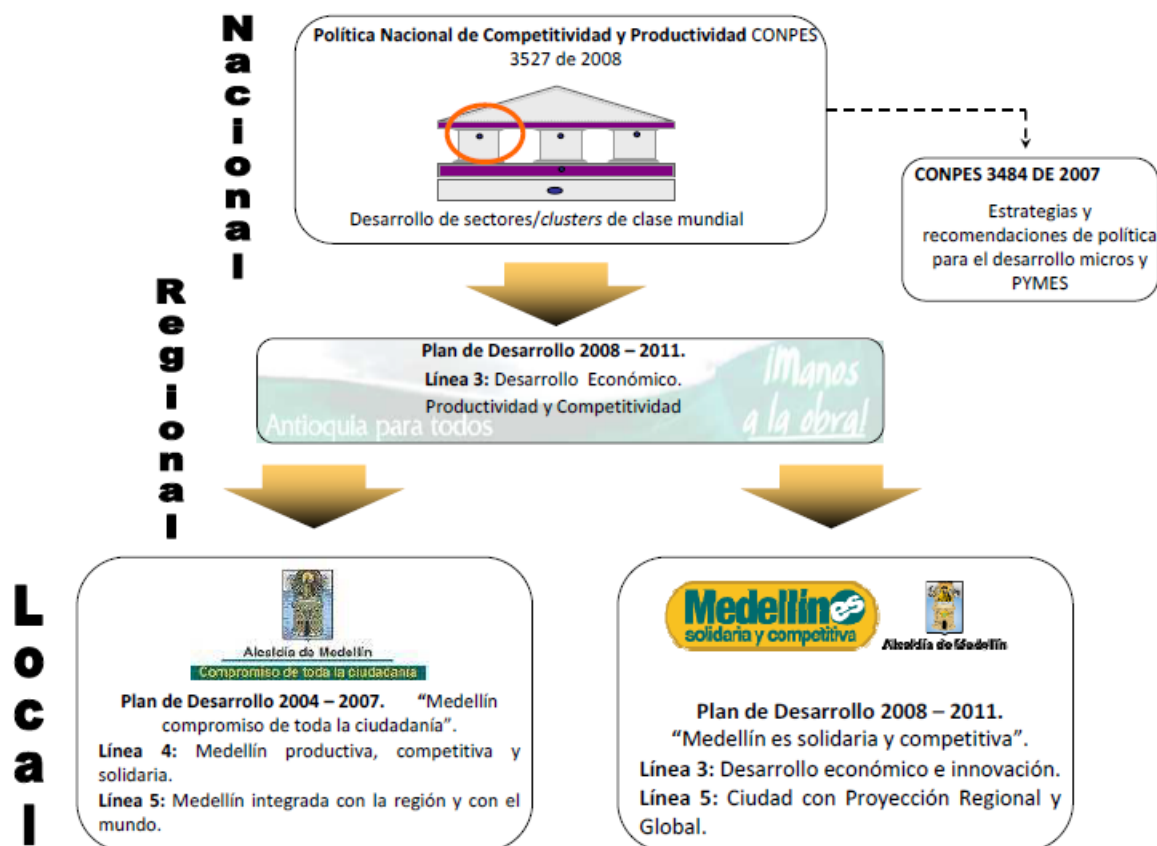 Nacional
Política Nacional de Competitividad y Productividad CONPES
3527 de 2008
Desarrollo de sectores/clusters de clase mundial
CONPES 3484 DE 2007
Estrategias y
recomendaciones de política
para el desarrollo micros y
PYMES
Regional
Plan de Desarrollo 2008 – 2011.
Línea 3: Desarrollo Económico.
Productividad y Competitividad
Antioquia para todos
¡Manos
a la obra!
Local
Alcaldía de Medellín
Compromiso de toda la ciudadanía
Plan de Desarrollo 2004 – 2007. “Medellín
compromiso de toda la ciudadanía”.
Línea 4: Medellín productiva, competitiva y
solidaria.
Línea 5: Medellín integrada con la región y con el
mundo.
Medellín es
solidaria y competitiva
Alcaldía de Medellín
Plan de Desarrollo 2008 – 2011.
“Medellín es solidaria y competitiva”.
Línea 3: Desarrollo económico e innovación.
Línea 5: Ciudad con Proyección Regional y
Global.